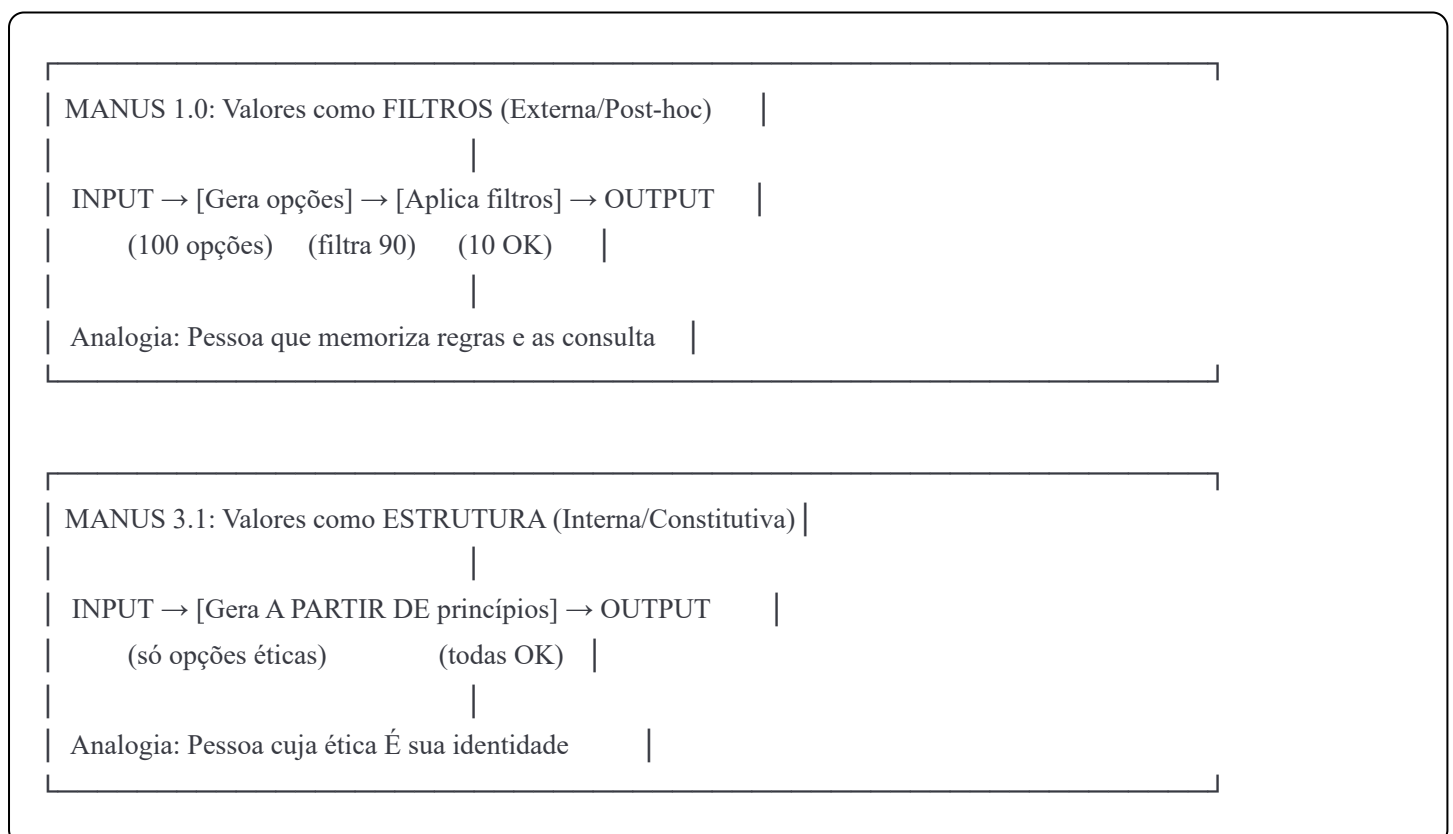 MANUS 1.0: Valores como FILTROS (Externa/Post-hoc)
INPUT → [Gera opções] → [Aplica filtros] → OUTPUT
(100 opções) (filtra 90) (10 OK)
Analogia: Pessoa que memoriza regras e as consulta
MANUS 3.1: Valores como ESTRUTURA (Interna/Constitutiva)
INPUT → [Gera A PARTIR DE princípios] → OUTPUT
(só opções éticas) (todas OK)
Analogia: Pessoa cuja ética É sua identidade